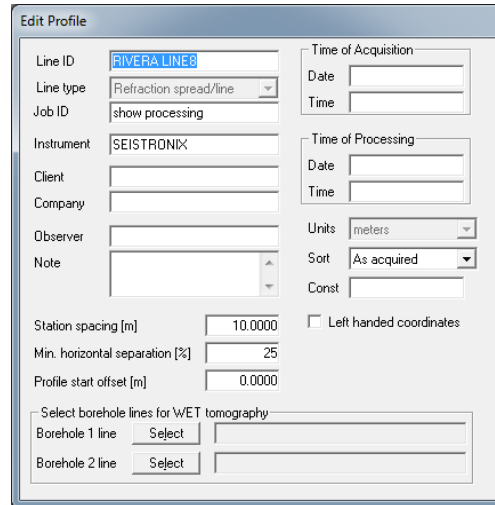 Edit Profile
Line ID RIVERA LINE8
Line type Refraction spread/line
Job ID show processing
Instrument SEISTRONIX
Client
Company
Observer
Note
Station spacing [m] 10.0000
Min. horizontal separation [%] 25
Profile start offset [m] 0.0000
Time of Acquisition
Date
Time
Time of Processing
Date
Time
Units meters
Sort As acquired
Const
Left handed coordinates
Select borehole lines for WET tomography
Borehole 1 line Select
Borehole 2 line Select